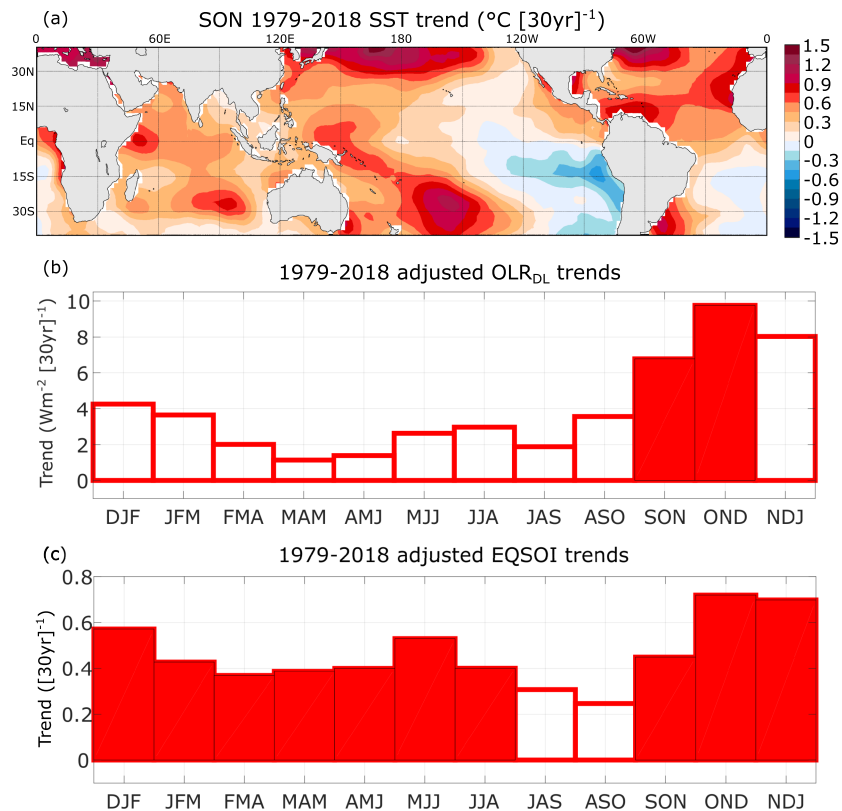 (a) SON 1979-2018 SST trend (°C [30yr]⁻¹)
0 60E 120E 180 120W 60W 0
30N
15N
Eq
15S
30S
1.5
1.2
0.9
0.6
0.3
0
-0.3
-0.6
-0.9
-1.2
-1.5
(b) 1979-2018 adjusted OLR_DL trends
Trend (Wm⁻² [30yr]⁻¹)
10
8
6
4
2
0
DJF JFM FMA MAM AMJ MJJ JJA JAS ASO SON OND NDJ
(c) 1979-2018 adjusted EQSOI trends
Trend ([30yr]⁻¹)
0.8
0.6
0.4
0.2
0
DJF JFM FMA MAM AMJ MJJ JJA JAS ASO SON OND NDJ